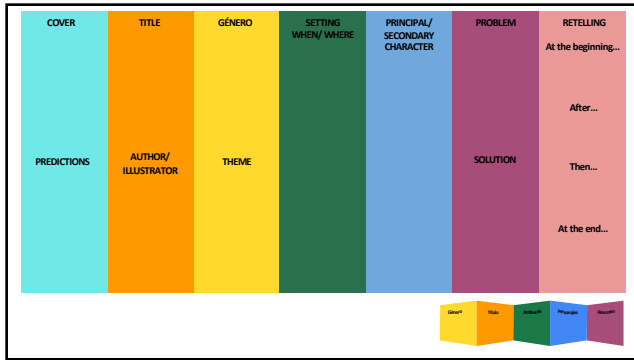 COVER
PREDICTIONS
TITLE
AUTHOR/
ILLUSTRATOR
GÉNERO
THEME
SETTING
WHEN/ WHERE
PRINCIPAL/
SECONDARY
CHARACTER
PROBLEM
SOLUTION
RETELLING
At the beginning...
After...
Then...
At the end...
Género
Título
Personajes